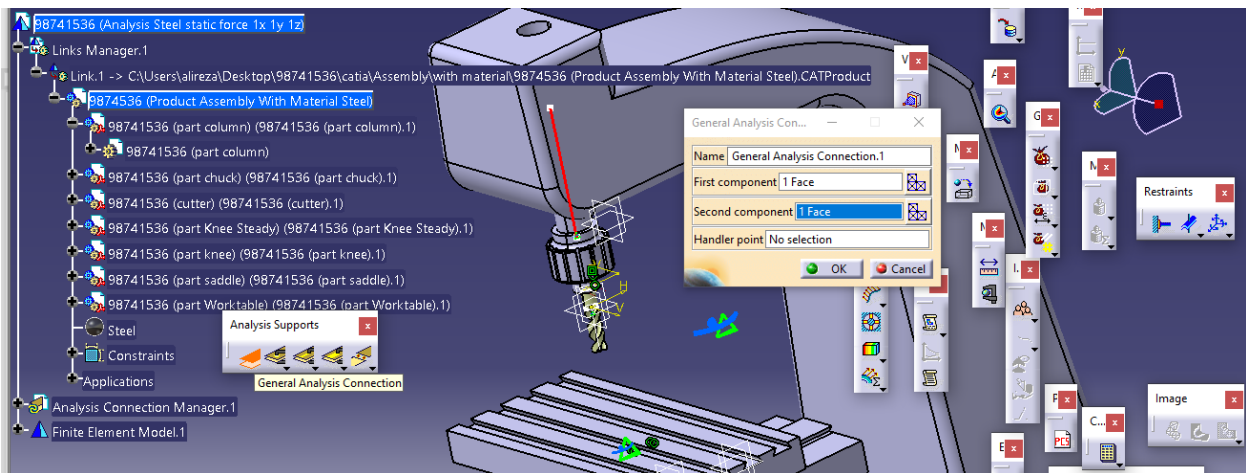 98741536 (Analysis Steel static force 1x 1y 1z)
Links Manager.1
Link.1 -> C:\Users\alireza\Desktop\98741536\catia\Assembly\with material\9874536 (Product Assembly With Material Steel).CATProduct
9874536 (Product Assembly With Material Steel)
98741536 (part column) (98741536 (part column).1)
98741536 (part column)
98741536 (part chuck) (98741536 (part chuck).1)
98741536 (cutter) (98741536 (cutter).1)
98741536 (part Knee Steady) (98741536 (part Knee Steady).1)
98741536 (part knee) (98741536 (part knee).1)
98741536 (part saddle) (98741536 (part saddle).1)
98741536 (part Worktable) (98741536 (part Worktable).1)
Steel
Constraints
Applications
Analysis Connection Manager.1
Finite Element Model.1
Analysis Supports
x
General Analysis Connection
General Analysis Con...
Name General Analysis Connection.1
First component 1 Face
Second component 1 Face
Handler point No selection
OK
Cancel
H
V
V... x
A... x
G... x
I.. x
Restraints x
PCS
C... x
E x
Image x